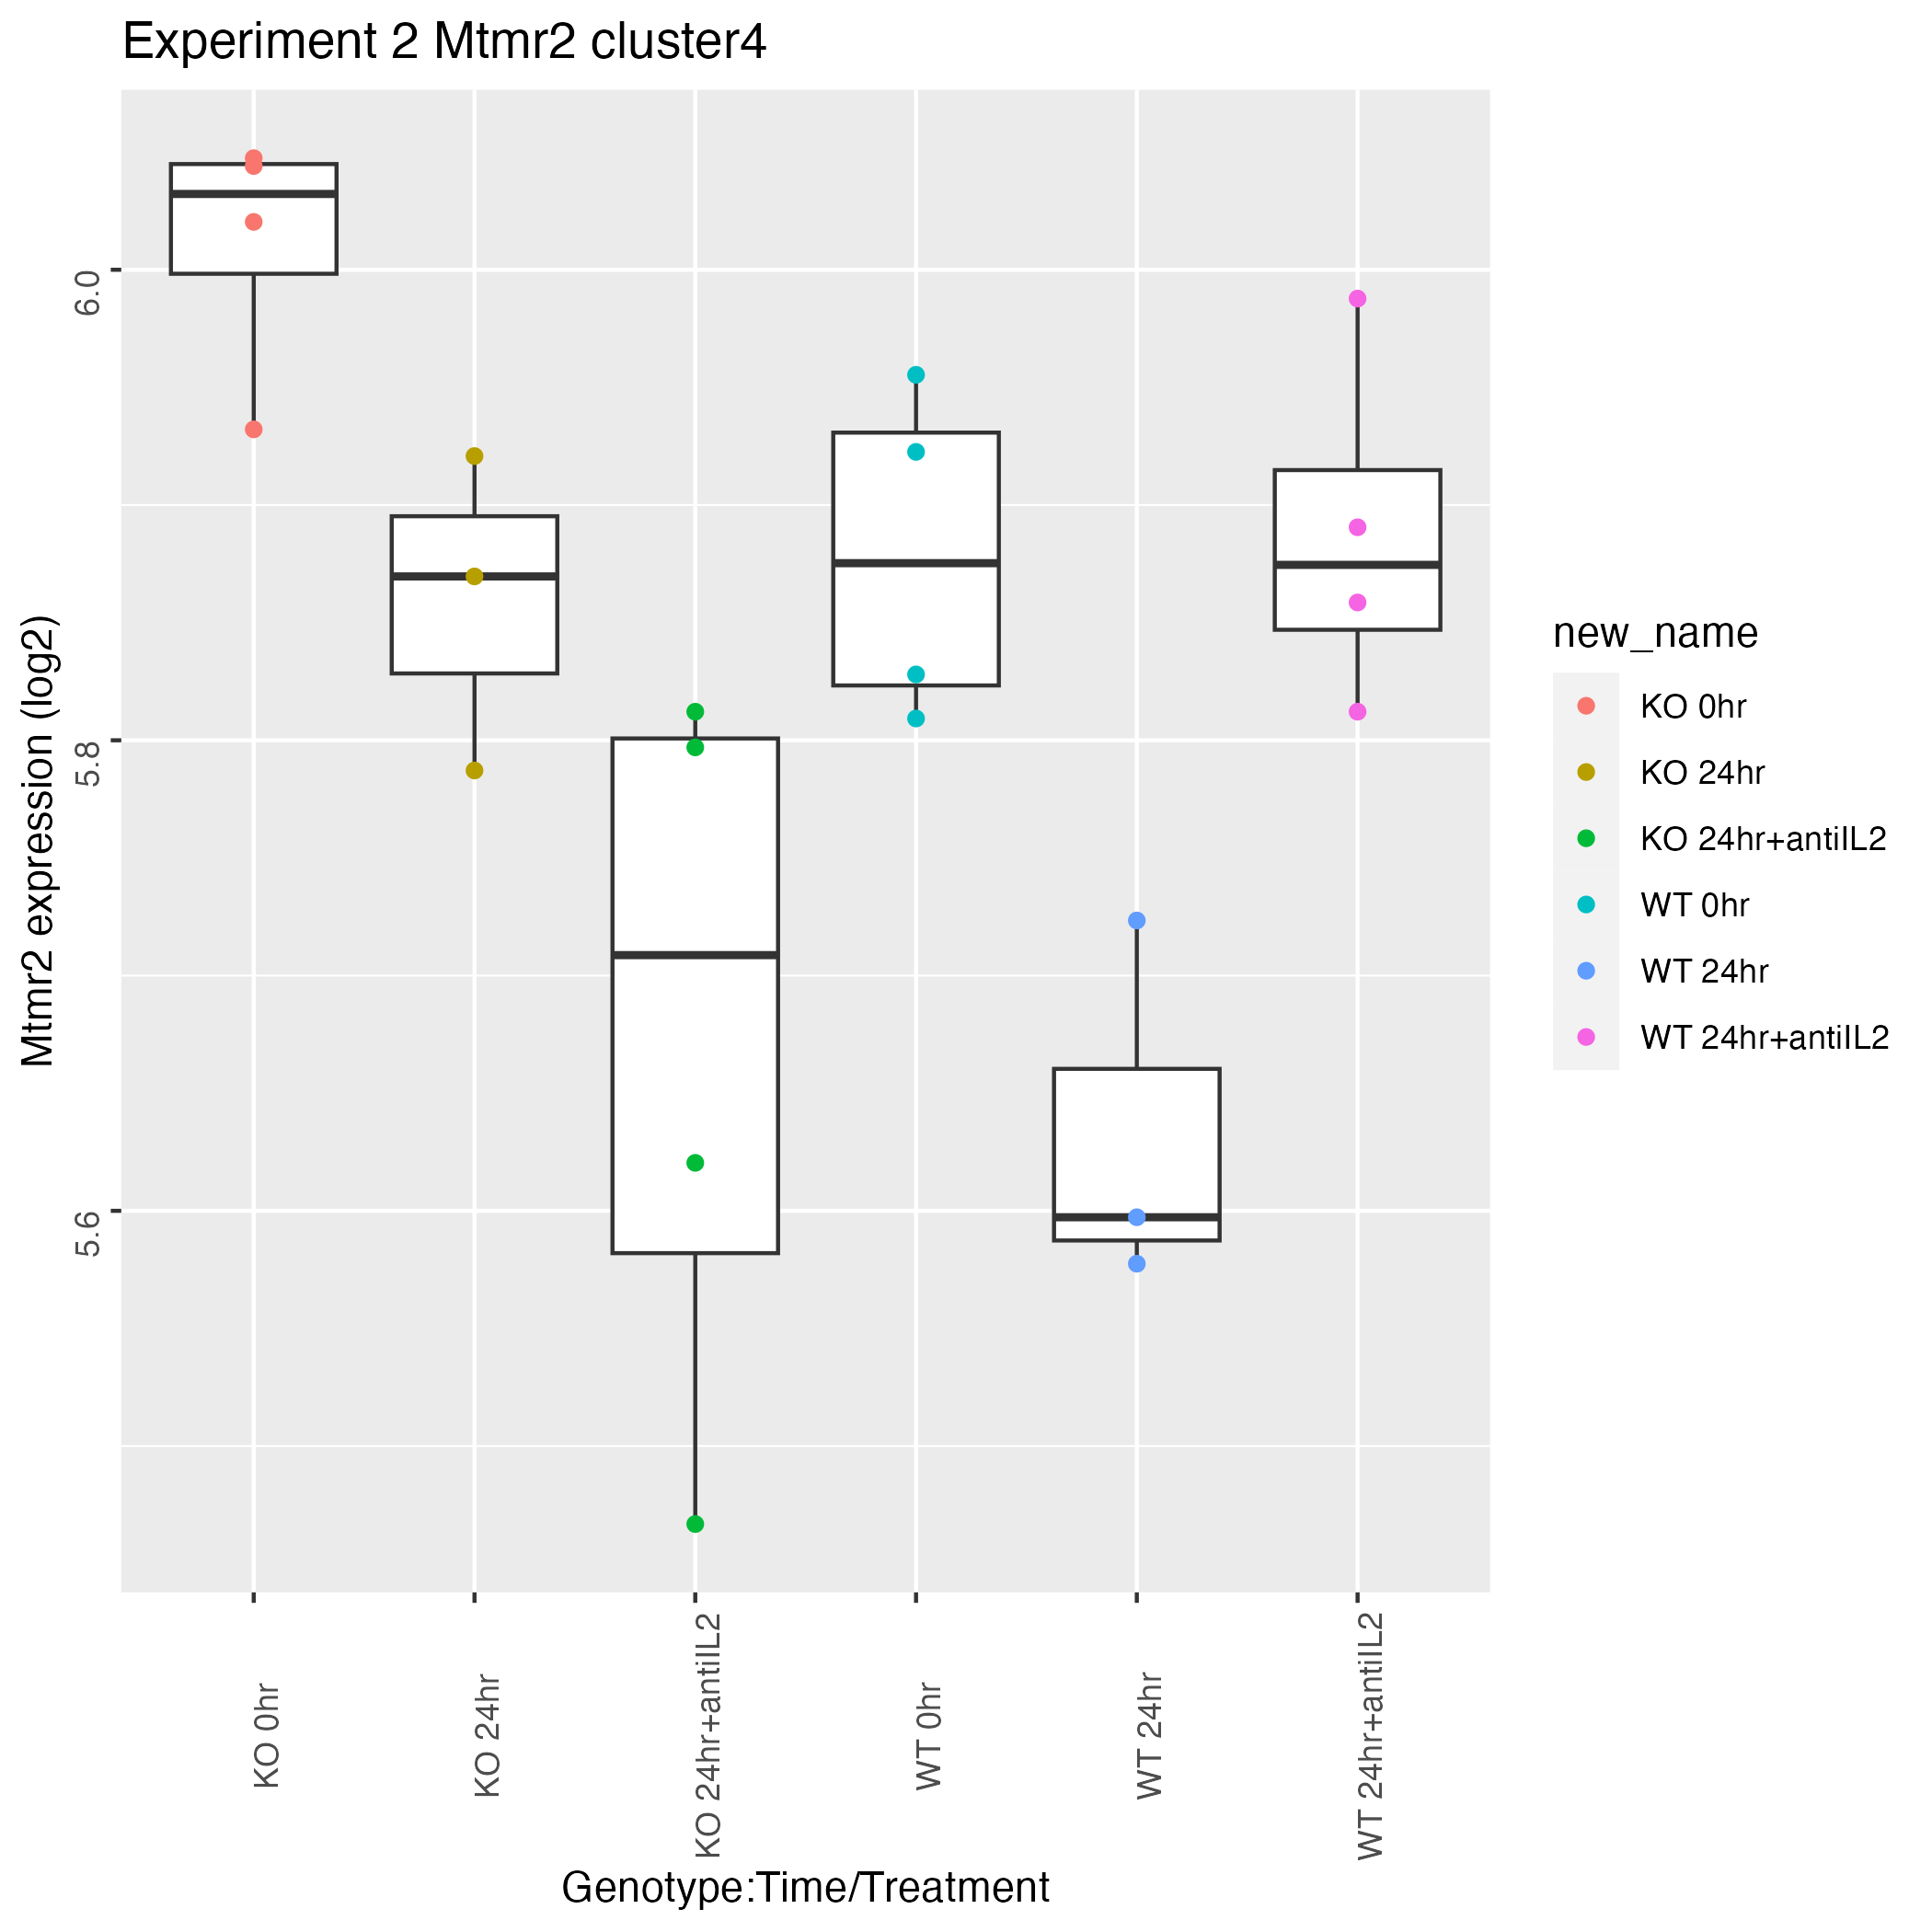 Experiment 2 Mtmr2 cluster4
Mtmr2 expression (log2)
6.0
5.8
5.6
KO 0hr
KO 24hr
KO 24hr+antiIL2
WT 0hr
WT 24hr
WT 24hr+antiIL2
Genotype:Time/Treatment
new_name
KO 0hr
KO 24hr
KO 24hr+antiIL2
WT 0hr
WT 24hr
WT 24hr+antiIL2